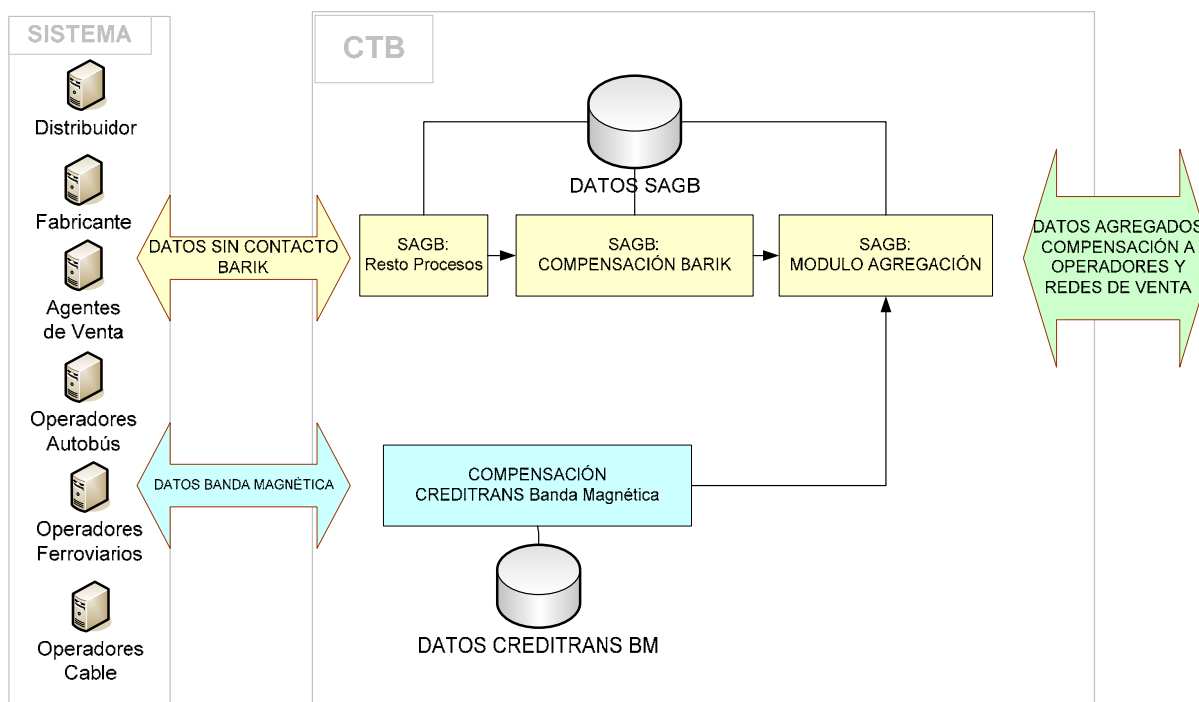 SISTEMA
Distribuidor
Fabricante
Agentes
de Venta
Operadores
Autobús
Operadores
Ferroviarios
Operadores
Cable
DATOS SIN CONTACTO
BARIK
DATOS BANDA MAGNÉTICA
CTB
DATOS SAGB
SAGB:
Resto Procesos
SAGB:
COMPENSACIÓN BARIK
SAGB:
MODULO AGREGACIÓN
COMPENSACIÓN
CREDITRANS Banda Magnética
DATOS CREDITRANS BM
DATOS AGREGADOS
COMPENSACIÓN A
OPERADORES Y
REDES DE VENTA